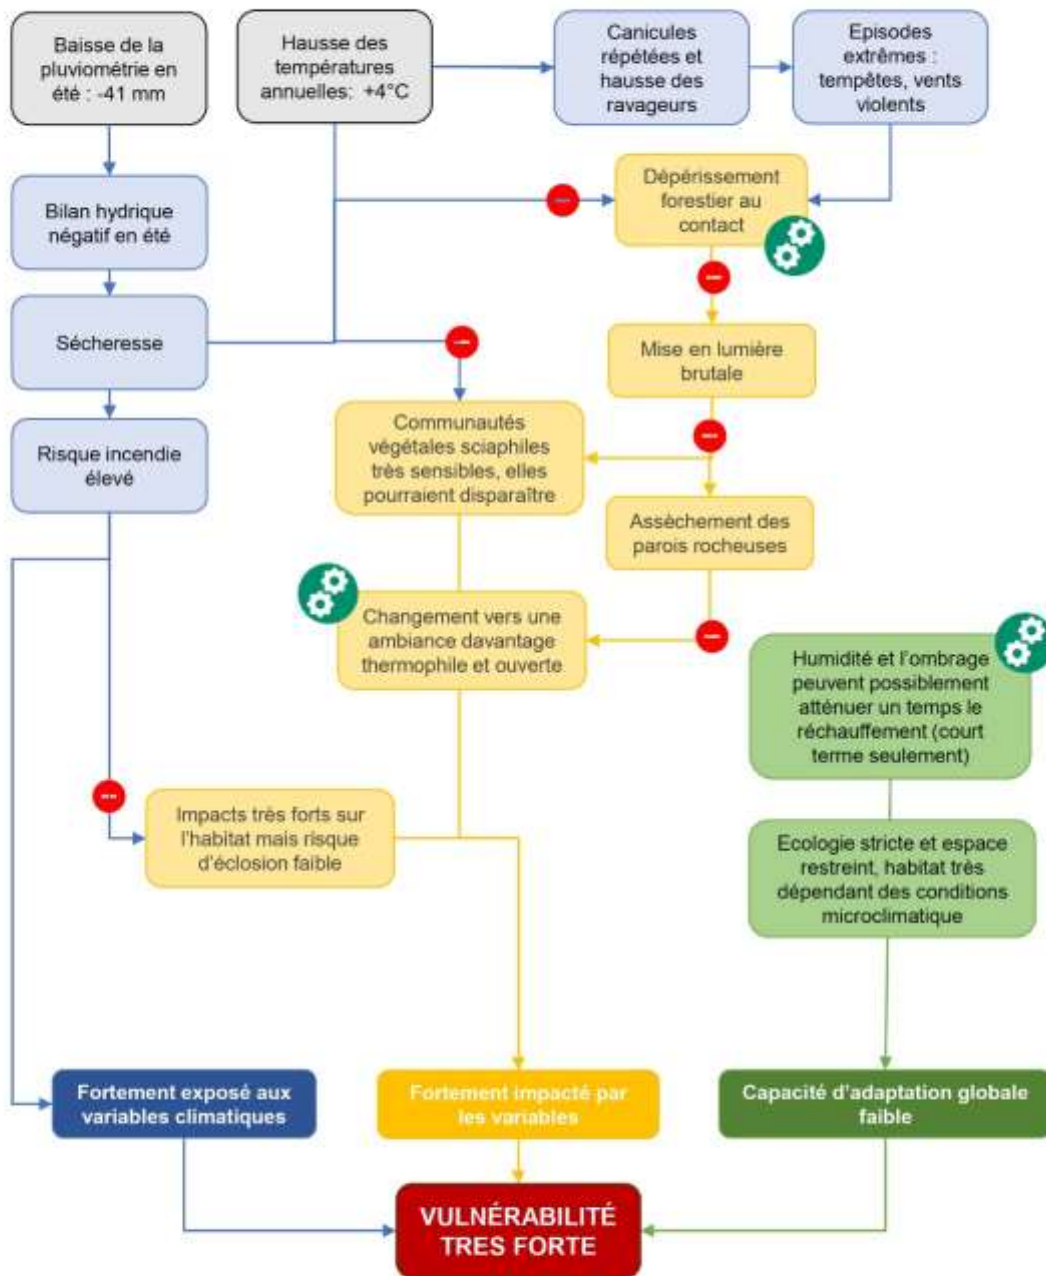 Baisse de la
pluviométrie en
été : -41 mm
Hausse des
températures
annuelles: +4°C
Canicules
répétées et
hausse des
ravageurs
Episodes
extrêmes :
tempêtes, vents
violents
Bilan hydrique
négatif en été
Dépérissement
forestier au
contact
Sécheresse
Mise en lumière
brutale
Risque incendie
élevé
Communautés
végétales sciaphiles
très sensibles, elles
pourraient disparaître
Assèchement des
parois rocheuses
Changement vers une
ambiance davantage
thermophile et ouverte
Humidité et l'ombrage
peuvent possiblement
atténuer un temps le
réchauffement (court
terme seulement)
Impacts très forts sur
l'habitat mais risque
d'éclosion faible
Ecologie stricte et espace
restreint, habitat très
dépendant des conditions
microclimatique
Fortement exposé aux
variables climatiques
Fortement impacté par
les variables
Capacité d'adaptation globale
faible
VULNÉRABILITÉ
TRES FORTE